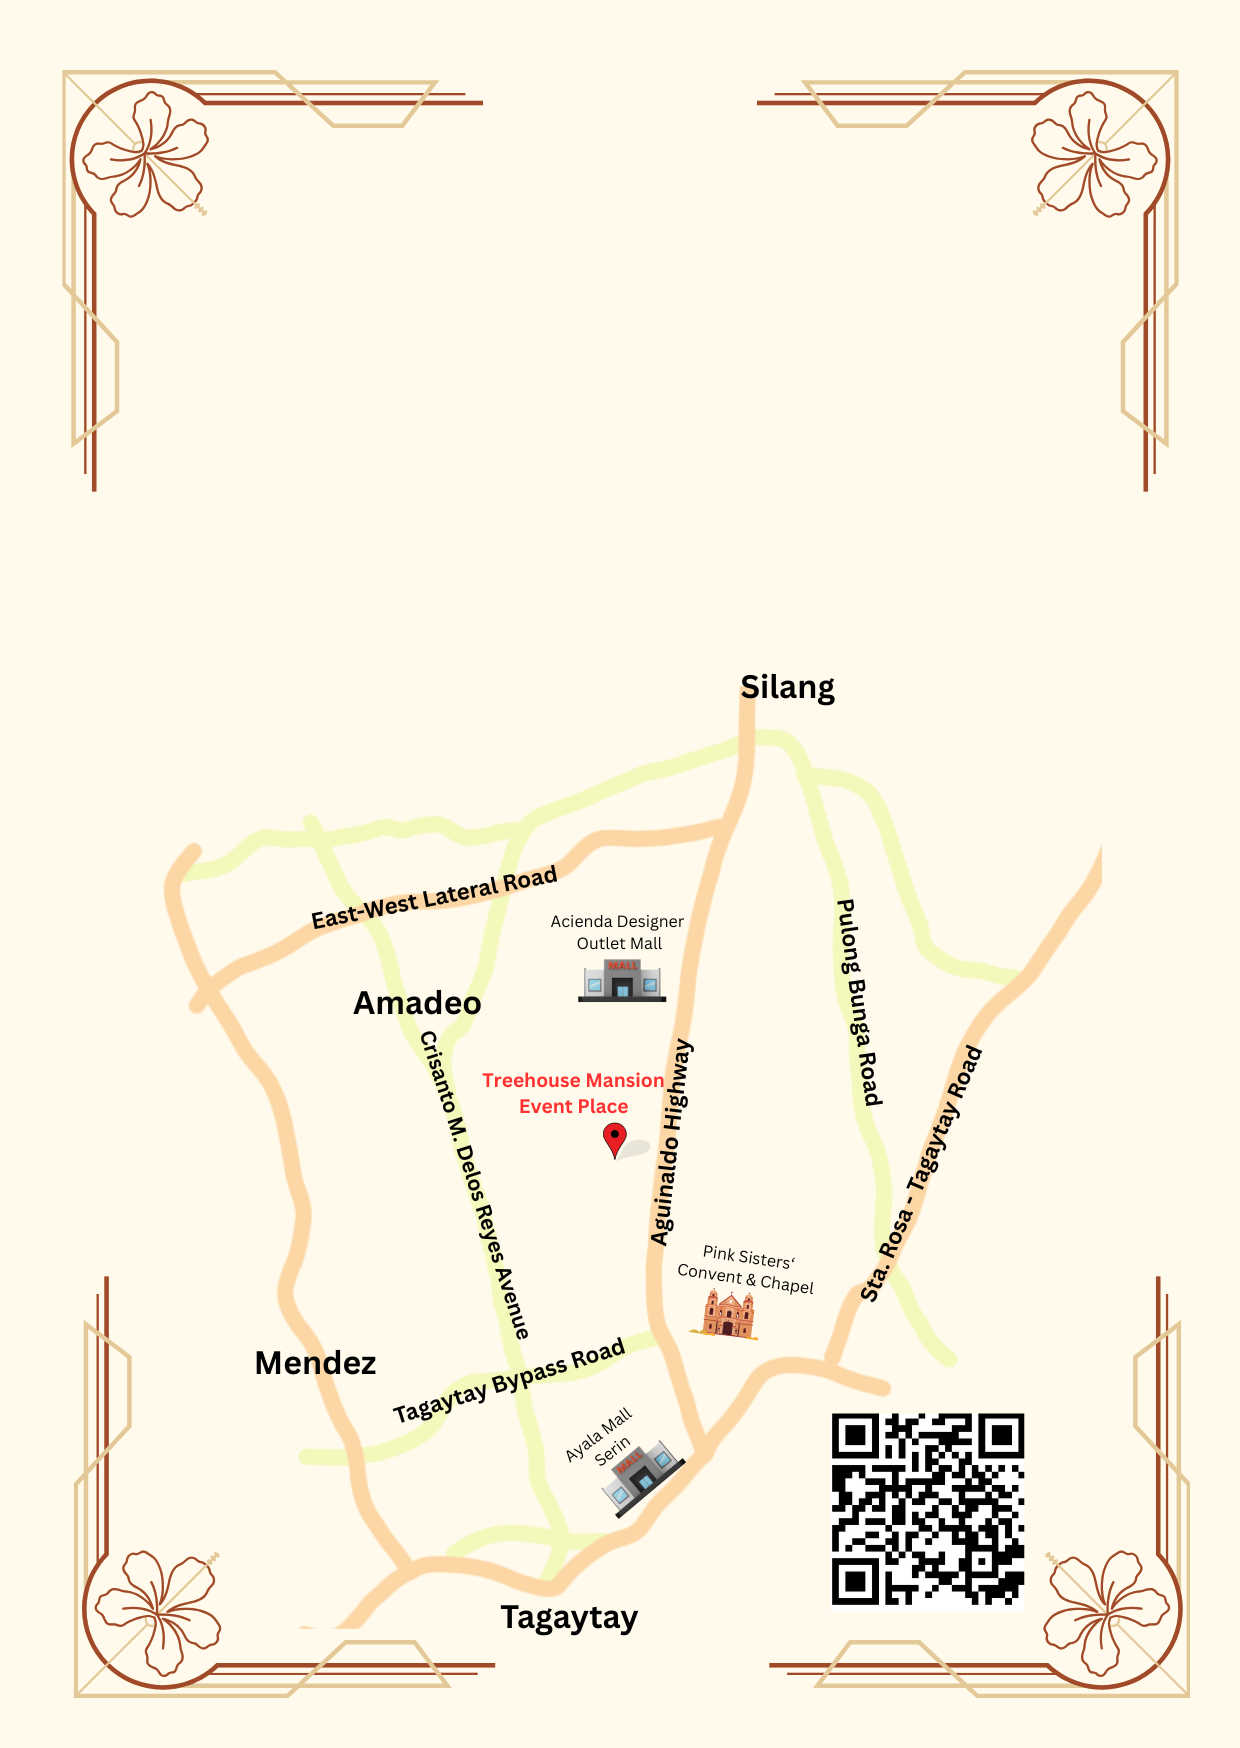 Silang
East-West Lateral Road
Acienda Designer
Outlet Mall
MALL
Pulong Bunga Road
Amadeo
Crisanto M. Delos Reyes Avenue
Treehouse Mansion
Event Place
Aguinaldo Highway
Sta. Rosa - Tagaytay Road
Pink Sisters‘
Convent & Chapel
Mendez
Tagaytay Bypass Road
Ayala Mall
Serin
MALL
Tagaytay